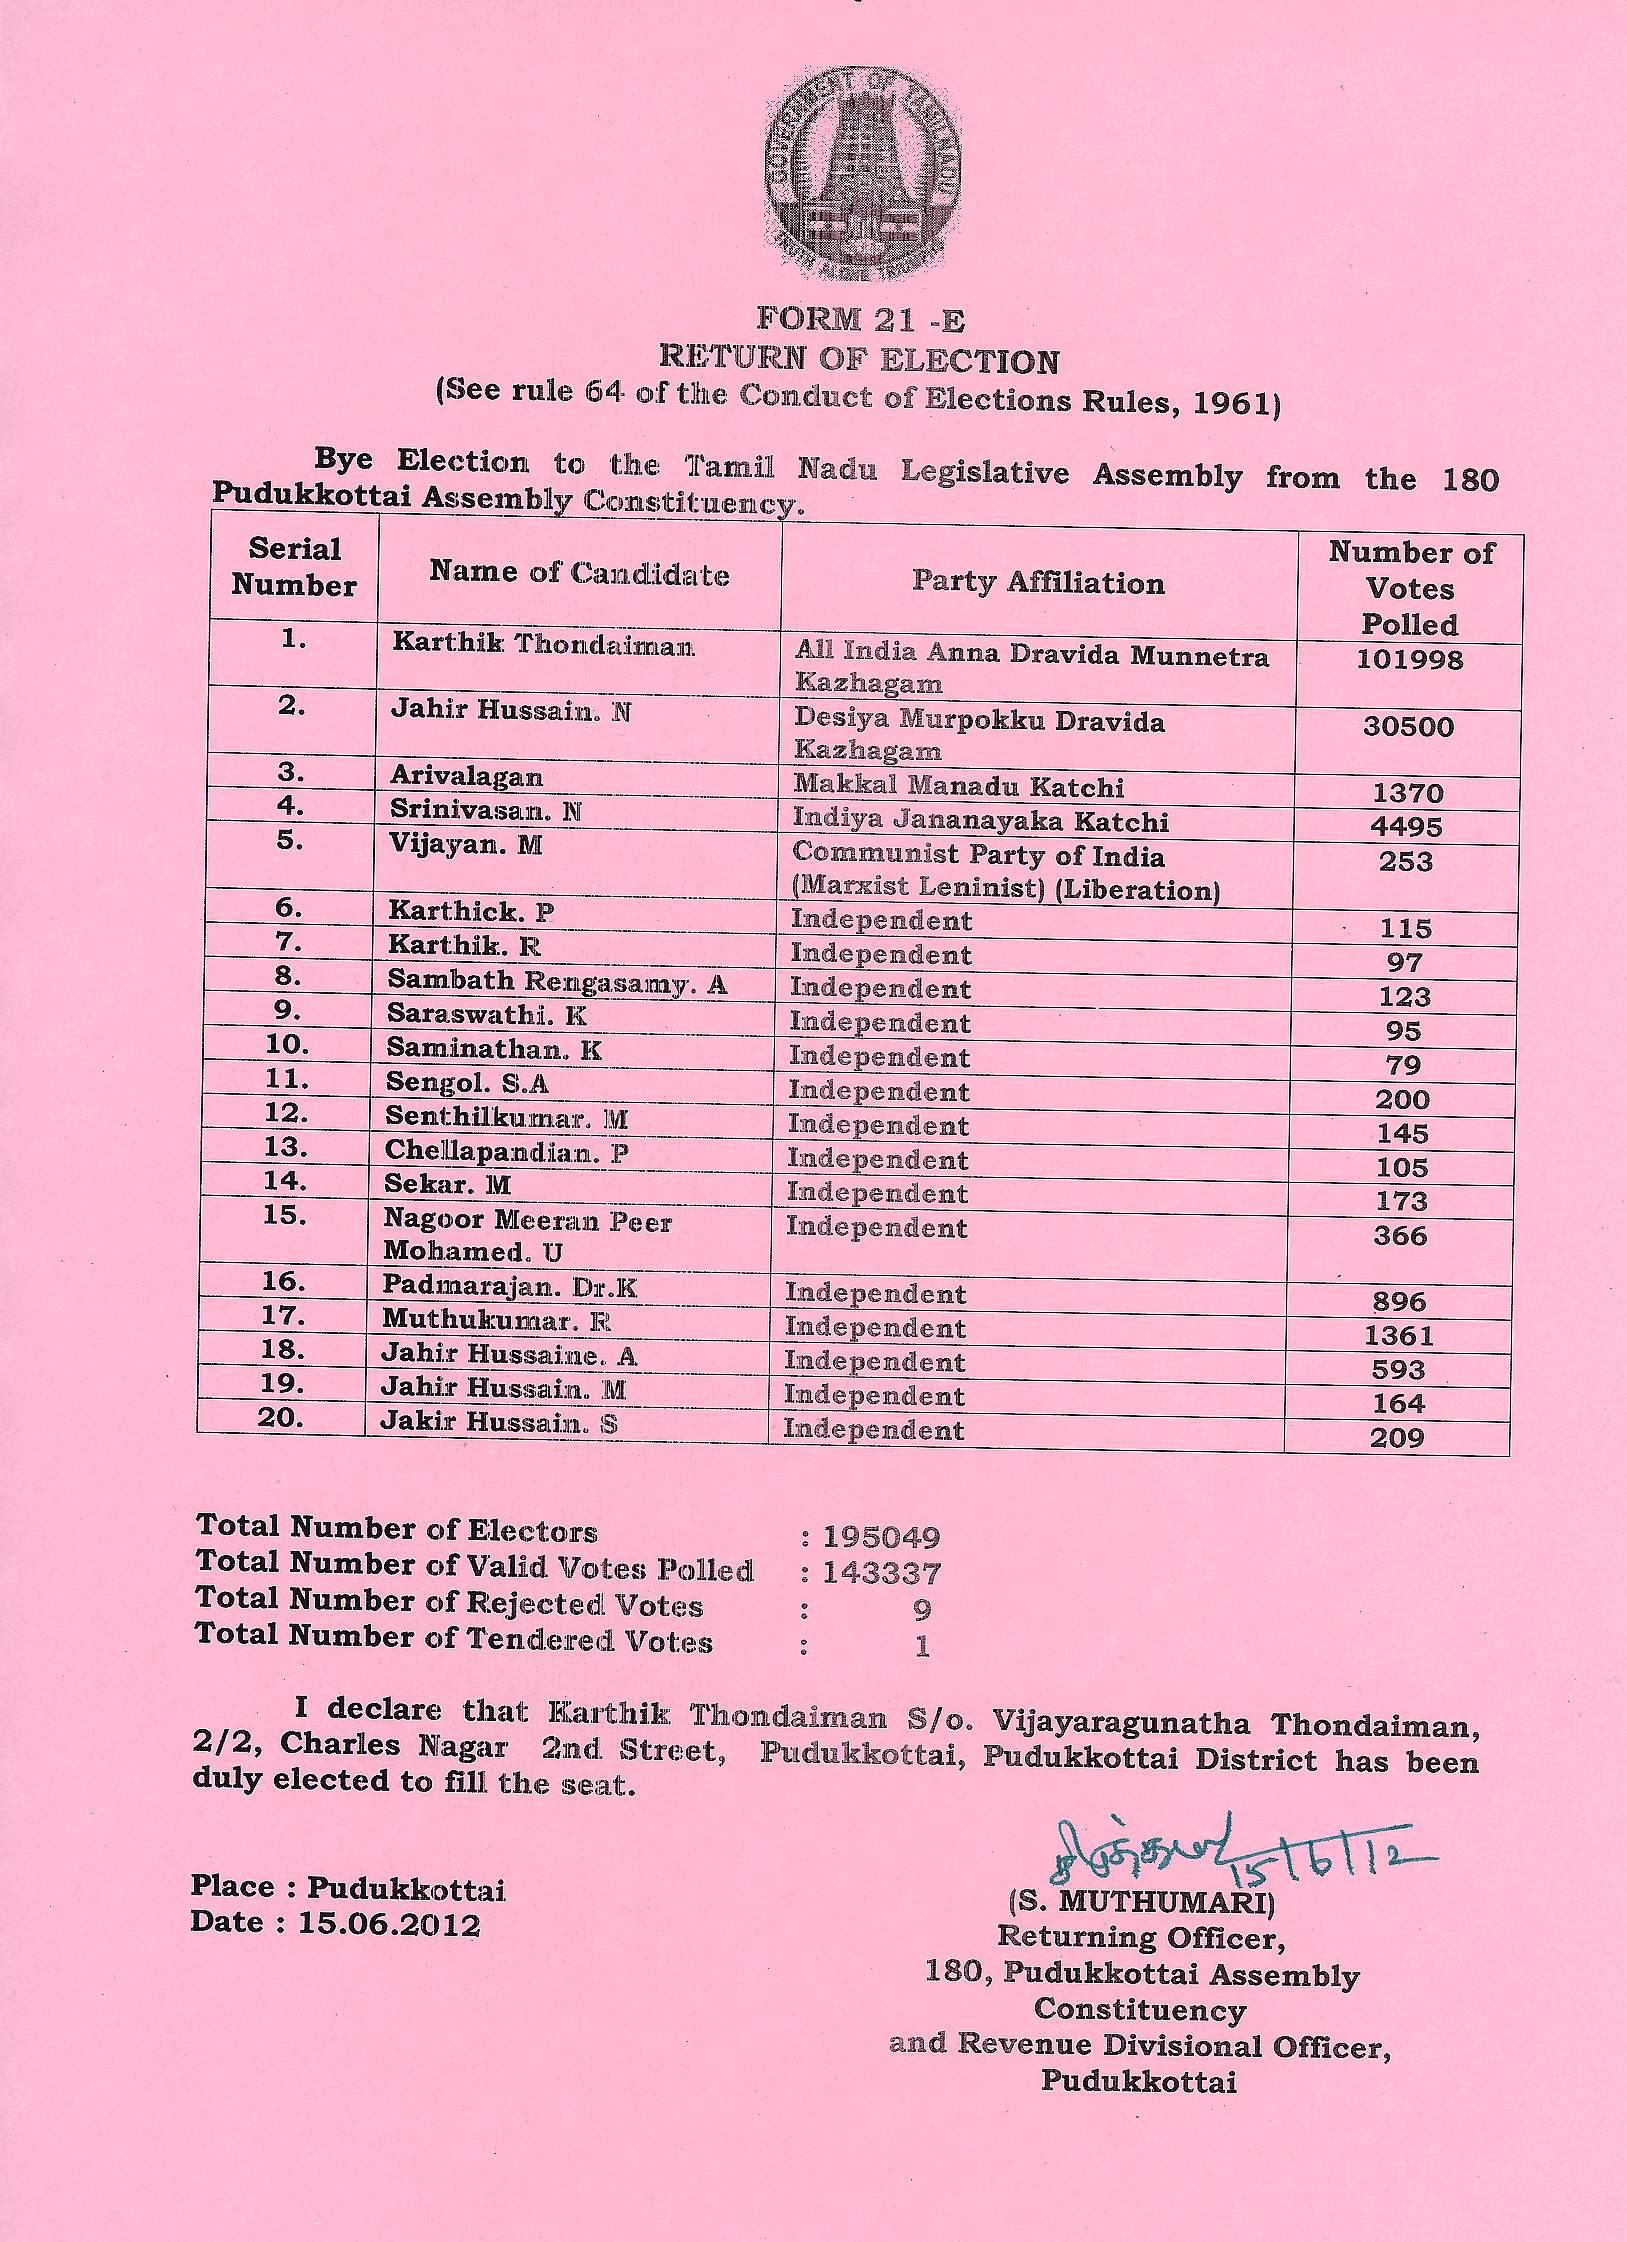 GOVERNMENT OF TAMILNADU
FORM 21 -E
RETURN OF ELECTION
(See rule 64 of the Conduct of Elections Rules, 1961)
Bye Election to the Tamil Nadu Legislative Assembly from the 180
Pudukkottai Assembly Constituency.
Serial Number Name of Candidate Party Affiliation Number of Votes Polled
1. Karthik Thondaiman All India Anna Dravida Munnetra Kazhagam 101998
2. Jahir Hussain. N Desiya Murpokku Dravida Kazhagam 30500
3. Arivalagan Makkal Manadu Katchi 1370
4. Srinivasan. N Indiya Jananayaka Katchi 4495
5. Vijayan. M Communist Party of India (Marxist Leninist) (Liberation) 253
6. Karthick. P Independent 115
7. Karthik. R Independent 97
8. Sambath Rengasamy. A Independent 123
9. Saraswathi. K Independent 95
10. Saminathan. K Independent 79
11. Sengol. S.A Independent 200
12. Senthilkumar. M Independent 145
13. Chellapandian. P Independent 105
14. Sekar. M Independent 173
15. Nagoor Meeran Peer Mohamed. U Independent 366
16. Padmarajan. Dr.K Independent 896
17. Muthukumar. R Independent 1361
18. Jahir Hussaine. A Independent 593
19. Jahir Hussain. M Independent 164
20. Jakir Hussain. S Independent 209
Total Number of Electors : 195049
Total Number of Valid Votes Polled : 143337
Total Number of Rejected Votes : 9
Total Number of Tendered Votes : 1
I declare that Karthik Thondaiman S/o. Vijayaragunatha Thondaiman,
2/2, Charles Nagar 2nd Street, Pudukkottai, Pudukkottai District has been
duly elected to fill the seat.
15/6/12
Place : Pudukkottai
Date : 15.06.2012
(S. MUTHUMARI)
Returning Officer,
180, Pudukkottai Assembly
Constituency
and Revenue Divisional Officer,
Pudukkottai